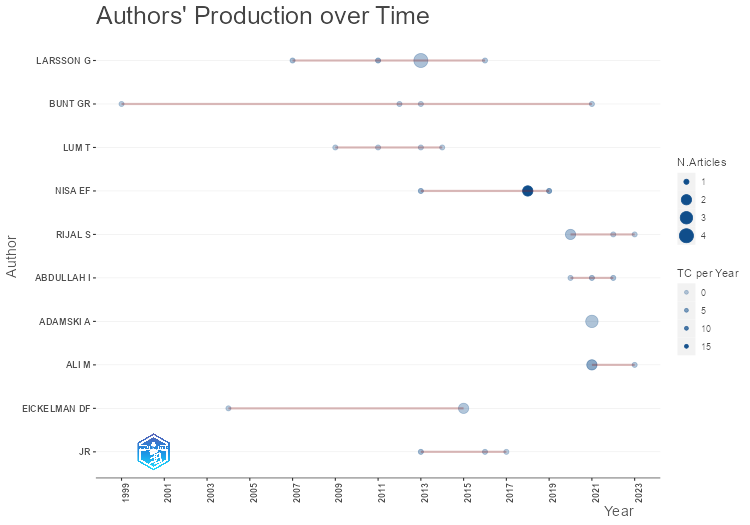 Authors' Production over Time
Author
LARSSON G
BUNT GR
LUM T
NISA EF
RIJAL S
ABDULLAH I
ADAMSKI A
ALI M
EICKELMAN DF
JR
1999
2001
2003
2005
2007
2009
2011
2013
2015
2017
2019
2021
2023
Year
N.Articles
1
2
3
4
TC per Year
0
5
10
15